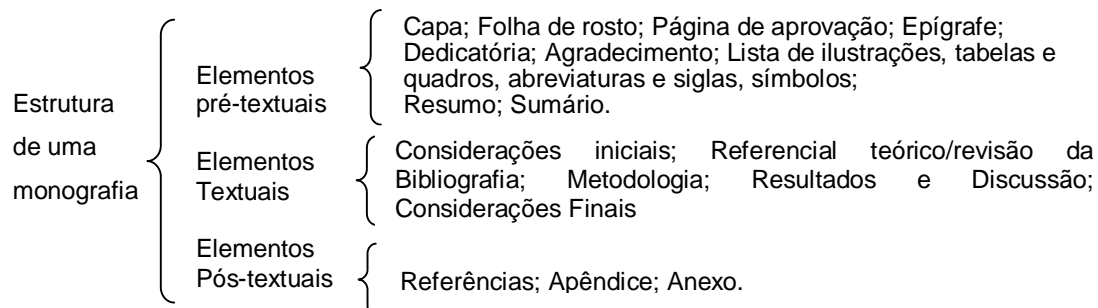 Estrutura
de uma
monografia
Elementos
pré-textuais
Capa; Folha de rosto; Página de aprovação; Epígrafe;
Dedicatória; Agradecimento; Lista de ilustrações, tabelas e
quadros, abreviaturas e siglas, símbolos;
Resumo; Sumário.
Elementos
Textuais
Considerações iniciais; Referencial teórico/revisão da
Bibliografia; Metodologia; Resultados e Discussão;
Considerações Finais
Elementos
Pós-textuais
Referências; Apêndice; Anexo.